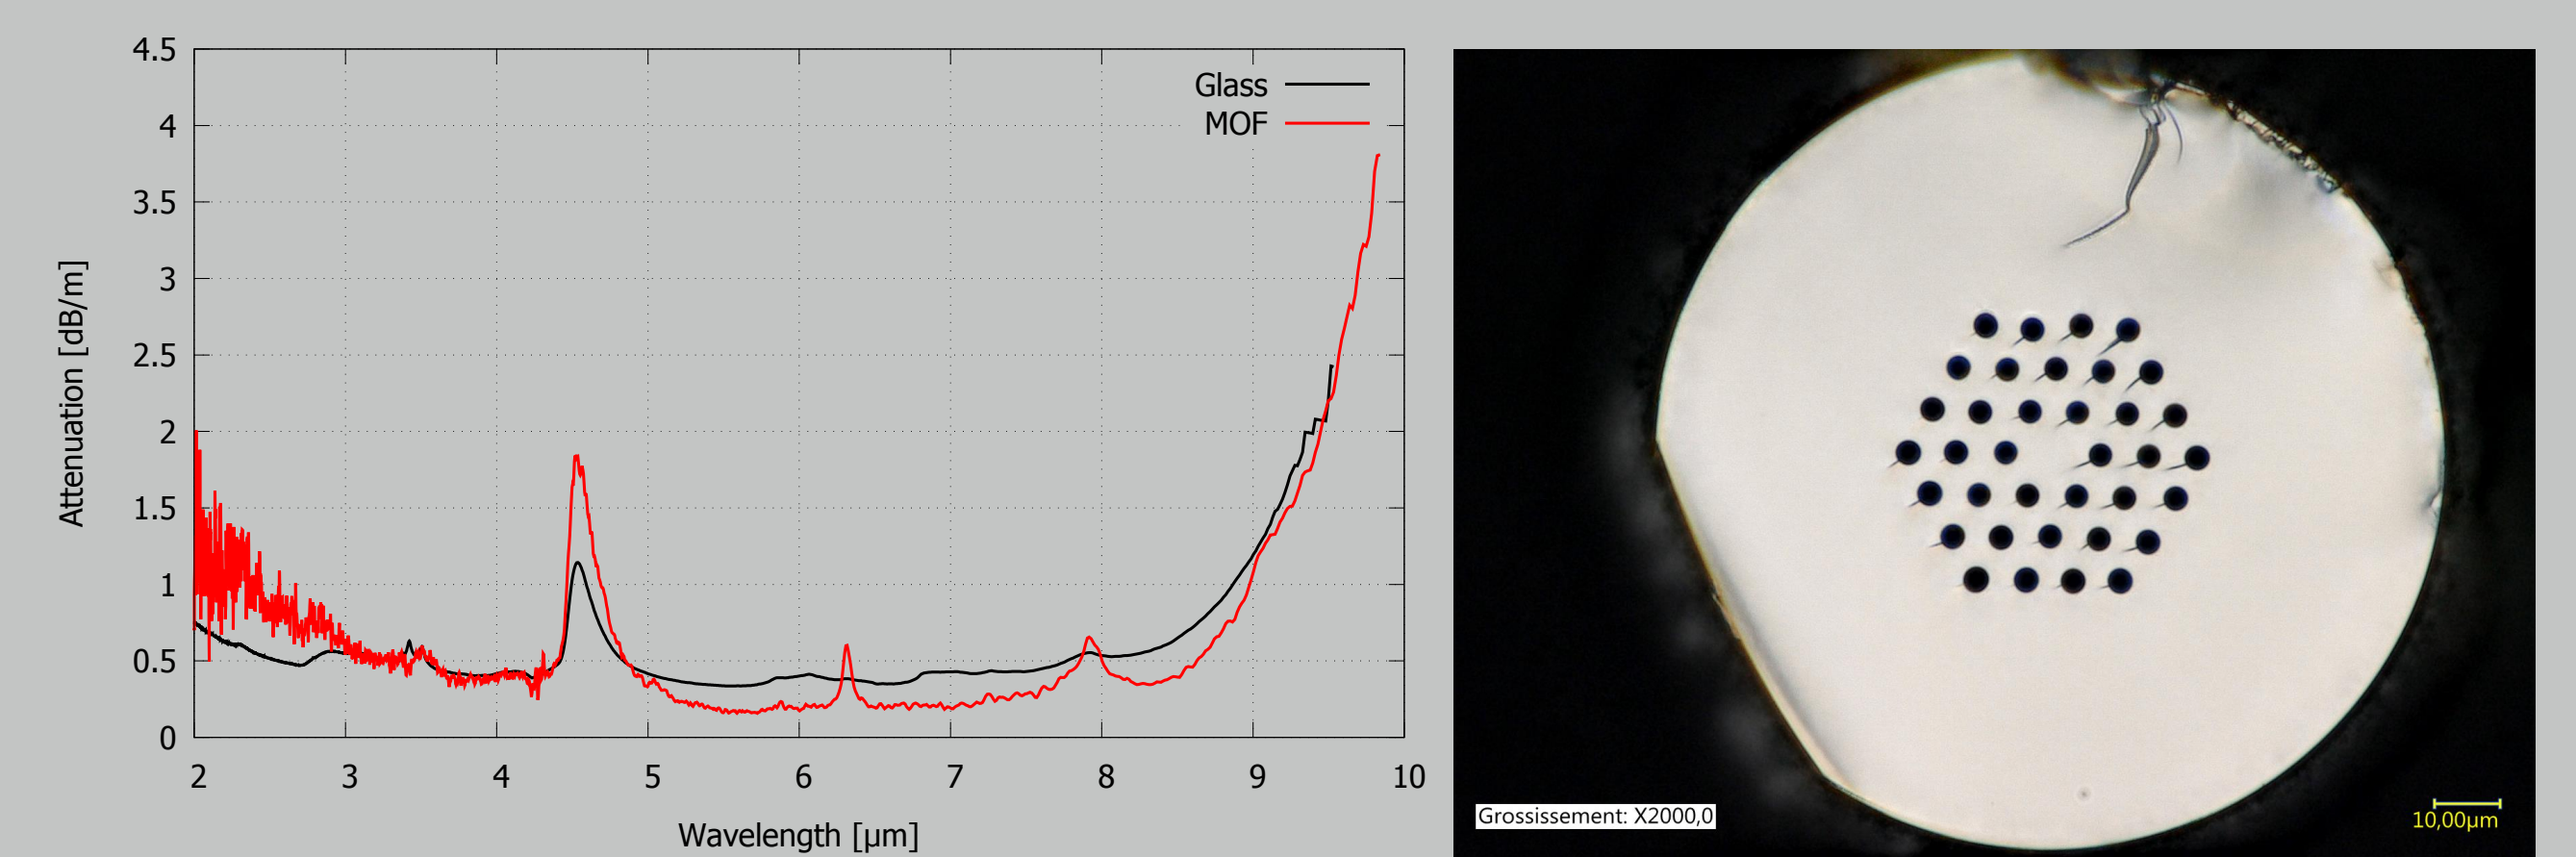 4.5
4
3.5
3
2.5
2
1.5
1
0.5
0
Attenuation [dB/m]
Glass
MOF
2 3 4 5 6 7 8 9 10
Wavelength [µm]
Grossissement: X2000,0
10,00µm